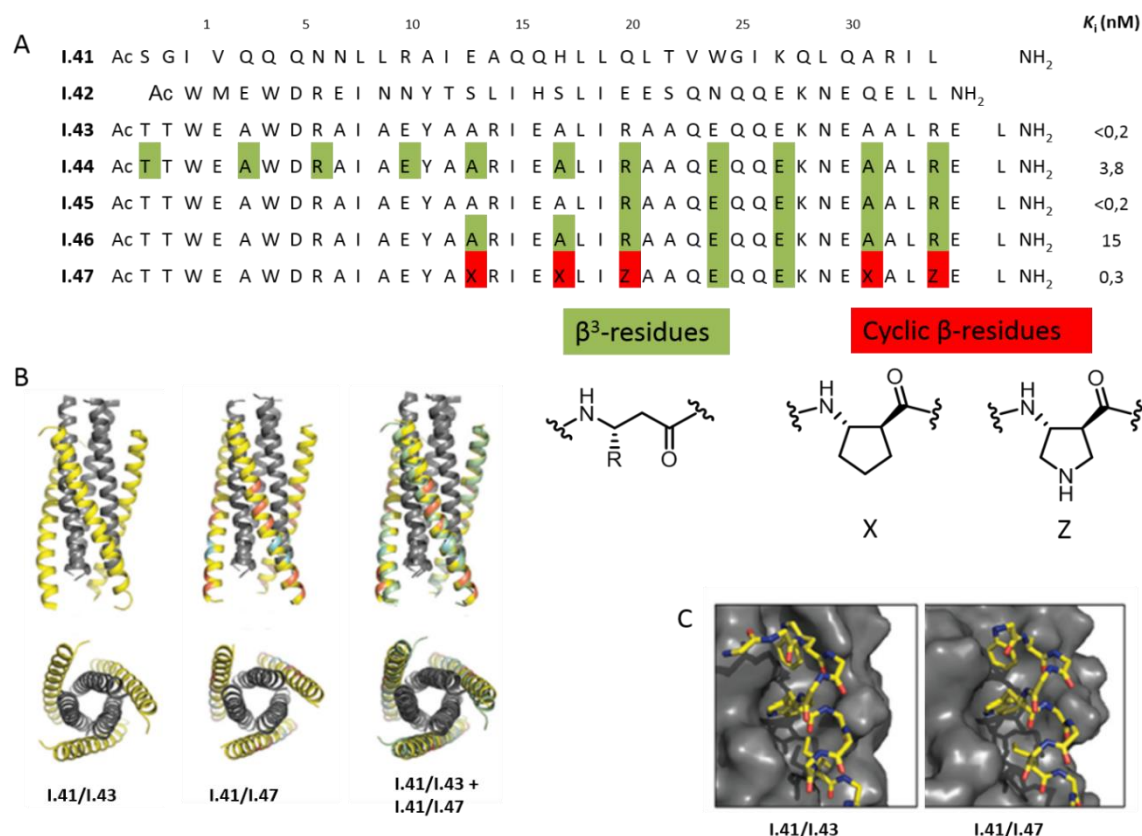 1 5 10 15 20 25 30 Kᵢ (nM)
A
I.41 Ac S G I V Q Q Q N N L L R A I E A Q Q H L L Q L T V W G I K Q L Q A R I L NH₂
I.42 Ac W M E W D R E I N N Y T S L I H S L I E E S Q N Q Q E K N E Q E L L NH₂
I.43 Ac T T W E A W D R A I A E Y A A R I E A L I R A A Q E Q Q E K N E A A L R E L NH₂ <0,2
I.44 Ac T T W E A W D R A I A E Y A A R I E A L I R A A Q E Q Q E K N E A A L R E L NH₂ 3,8
I.45 Ac T T W E A W D R A I A E Y A A R I E A L I R A A Q E Q Q E K N E A A L R E L NH₂ <0,2
I.46 Ac T T W E A W D R A I A E Y A A R I E A L I R A A Q E Q Q E K N E A A L R E L NH₂ 15
I.47 Ac T T W E A W D R A I A E Y A X R I E X L I Z A A Q E Q Q E K N E X A L Z E L NH₂ 0,3
β³-residues
Cyclic β-residues
H
N
R
O
H
N
O
X
H
N
O
N
H
Z
B
I.41/I.43
I.41/I.47
I.41/I.43 +
I.41/I.47
C
I.41/I.43
I.41/I.47